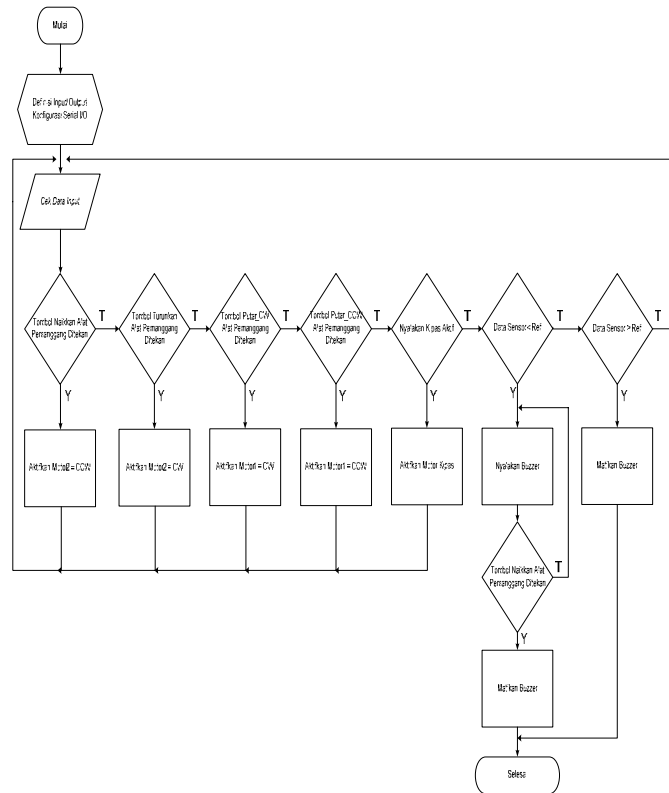 Mulai
Definisi Input/Output
Konfigurasi Serial I/O
Cek Data Input
Tombol Naikkan Alat
Pemanggang Ditekan
T
Y
Tombol Turunkan
Alat Pemanggang
Ditekan
T
Y
Tombol Putar_CW
Alat Pemanggang
Ditekan
T
Y
Tombol Putar_CCW
Alat Pemanggang
Ditekan
T
Y
Nyalakan Kipas Aktif
T
Y
Data Sensor < Ref
T
Y
Data Sensor > Ref
T
Y
Aktifkan Motor2 = CCW
Aktifkan Motor2 = CW
Aktifkan Motor1 = CW
Aktifkan Motor1 = CCW
Aktifkan Motor Kipas
Nyalakan Buzzer
Matikan Buzzer
Tombol Naikkan Alat
Pemanggang Ditekan
T
Y
Matikan Buzzer
Selesai